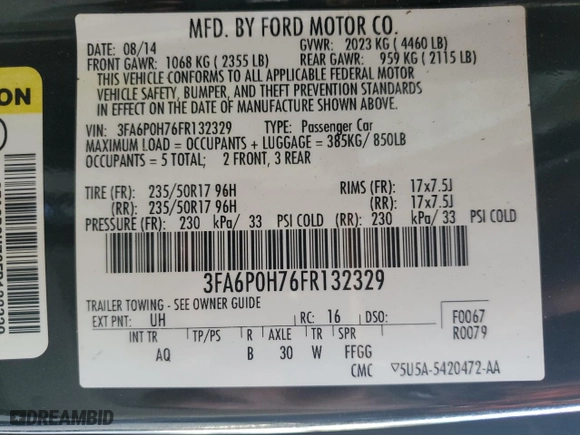 MFD. BY FORD MOTOR CO.
DATE: 08/14 GVWR: 2023 KG (4460 LB)
FRONT GAWR: 1068 KG (2355 LB) REAR GAWR: 959 KG (2115 LB)
THIS VEHICLE CONFORMS TO ALL APPLICABLE FEDERAL MOTOR
VEHICLE SAFETY, BUMPER, AND THEFT PREVENTION STANDARDS
IN EFFECT ON THE DATE OF MANUFACTURE SHOWN ABOVE.
VIN: 3FA6P0H76FR132329 TYPE: Passenger Car
MAXIMUM LOAD = OCCUPANTS + LUGGAGE = 385KG/ 850LB
OCCUPANTS = 5 TOTAL; 2 FRONT, 3 REAR
TIRE (FR): 235/50R17 96H RIMS (FR): 17x7.5J
(RR): 235/50R17 96H (RR): 17x7.5J
PRESSURE (FR): 230 kPa/ 33 PSI COLD (RR): 230 kPa/ 33 PSI COLD
3FA6P0H76FR132329
TRAILER TOWING - SEE OWNER GUIDE
EXT PNT: UH RC: 16 DSO: F0067
R0079
INT TR TP/PS R AXLE TR SPR
AQ B 30 W FFGG
CMC ▽5U5A-5420472-AA
ON
DREAMBID